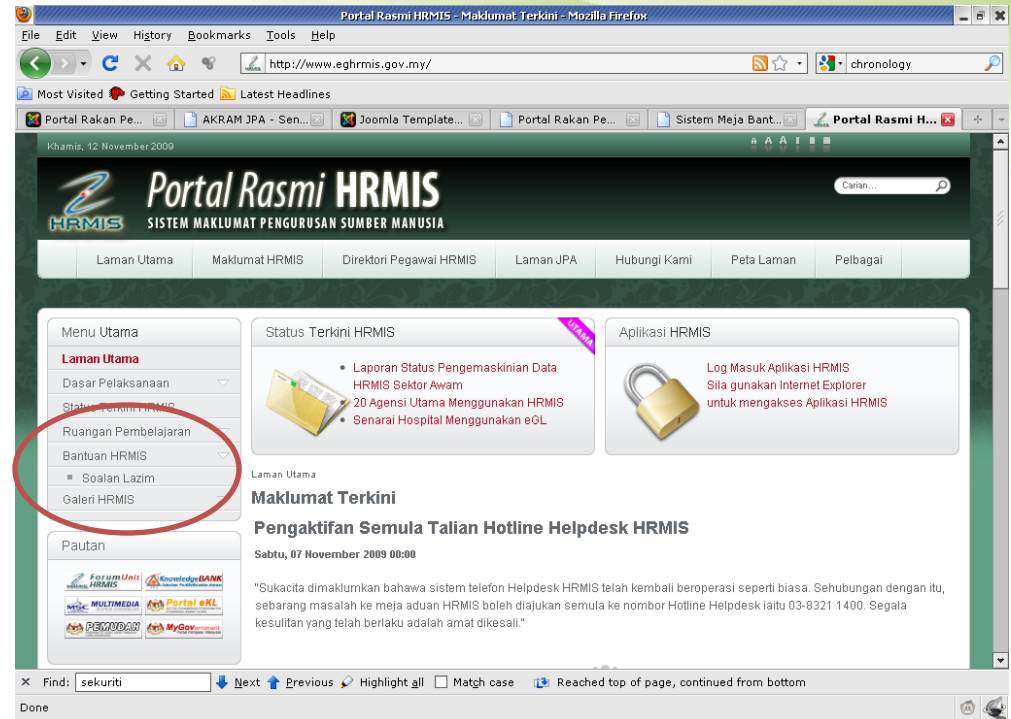 Portal Rasmi HRMIS - Maklumat Terkini - Mozilla Firefox
File Edit View History Bookmarks Tools Help
http://www.eghrmis.gov.my/
chronology
Most Visited Getting Started Latest Headlines
Portal Rakan Pe... AKRAM JPA - Sen... Joomla Template... Portal Rakan Pe... Sistem Meja Bant... Portal Rasmi H...
Khamis, 12 November 2009
A A A
HRMIS
Portal Rasmi HRMIS
SISTEM MAKLUMAT PENGURUSAN SUMBER MANUSIA
Carian...
Laman Utama Maklumat HRMIS Direktori Pegawai HRMIS Laman JPA Hubungi Kami Peta Laman Pelbagai
Menu Utama
Laman Utama
Dasar Pelaksanaan
Status Terkini HRMIS
Ruangan Pembelajaran
Bantuan HRMIS
Soalan Lazim
Galeri HRMIS
Pautan
Forum Unit HRMIS
KnowledgeBANK
MSC MULTIMEDIA
Portal eKL
PEMUDAH
MyGovernment
Status Terkini HRMIS
UTAMA
Laporan Status Pengemaskinian Data
HRMIS Sektor Awam
20 Agensi Utama Menggunakan HRMIS
Senarai Hospital Menggunakan eGL
Aplikasi HRMIS
Log Masuk Aplikasi HRMIS
Sila gunakan Internet Explorer
untuk mengakses Aplikasi HRMIS
Laman Utama
Maklumat Terkini
Pengaktifan Semula Talian Hotline Helpdesk HRMIS
Sabtu, 07 November 2009 00:00
"Sukacita dimaklumkan bahawa sistem telefon Helpdesk HRMIS telah kembali beroperasi seperti biasa. Sehubungan dengan itu,
sebarang masalah ke meja aduan HRMIS boleh diajukan semula ke nombor Hotline Helpdesk iaitu 03-8321 1400. Segala
kesulitan yang telah berlaku adalah amat dikesali."
Find: sekuriti Next Previous Highlight all Match case Reached top of page, continued from bottom
Done